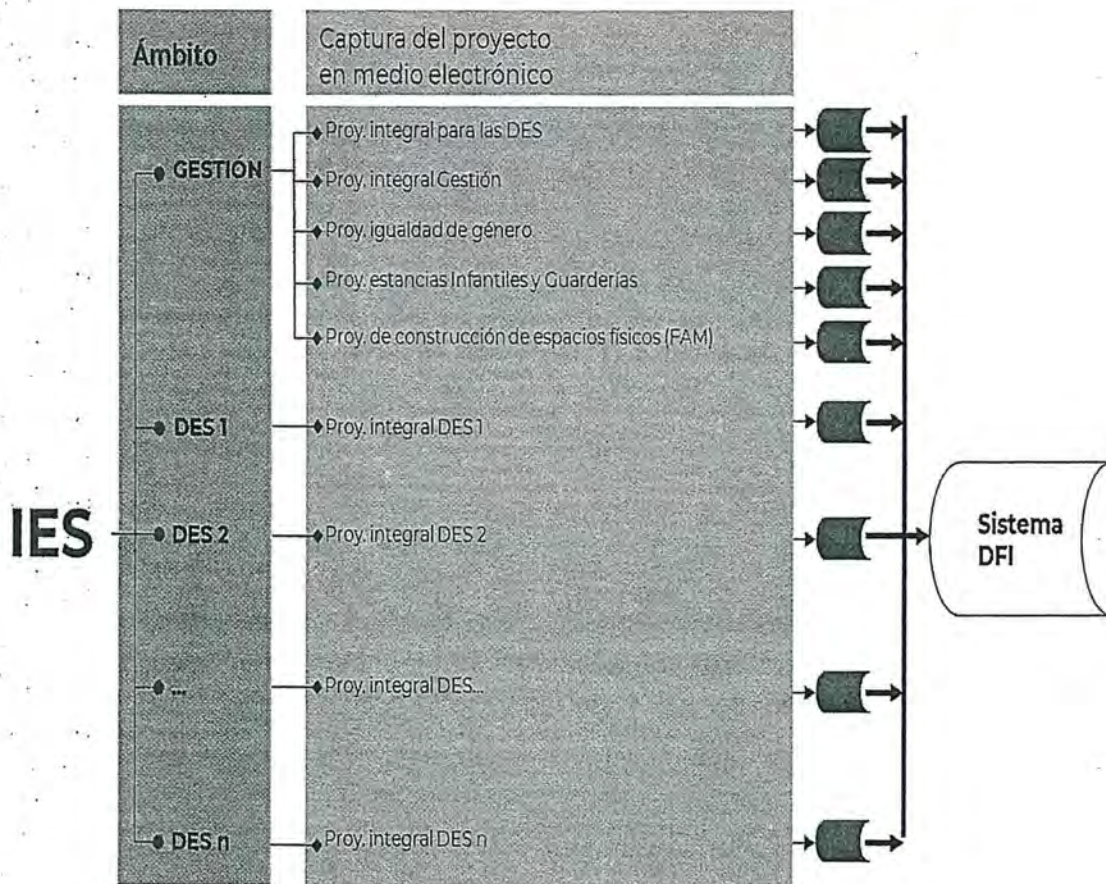 Ámbito
Captura del proyecto
en medio electrónico
GESTIÓN
Proy. integral para las DES
Proy. integral Gestión
Proy. igualdad de género
Proy. estancias Infantiles y Guarderías
Proy. de construcción de espacios físicos (FAM)
DES 1
Proy. integral DES 1
IES
DES 2
Proy. integral DES 2
Sistema
DFI
...
Proy. integral DES...
DES n
Proy. integral DES n